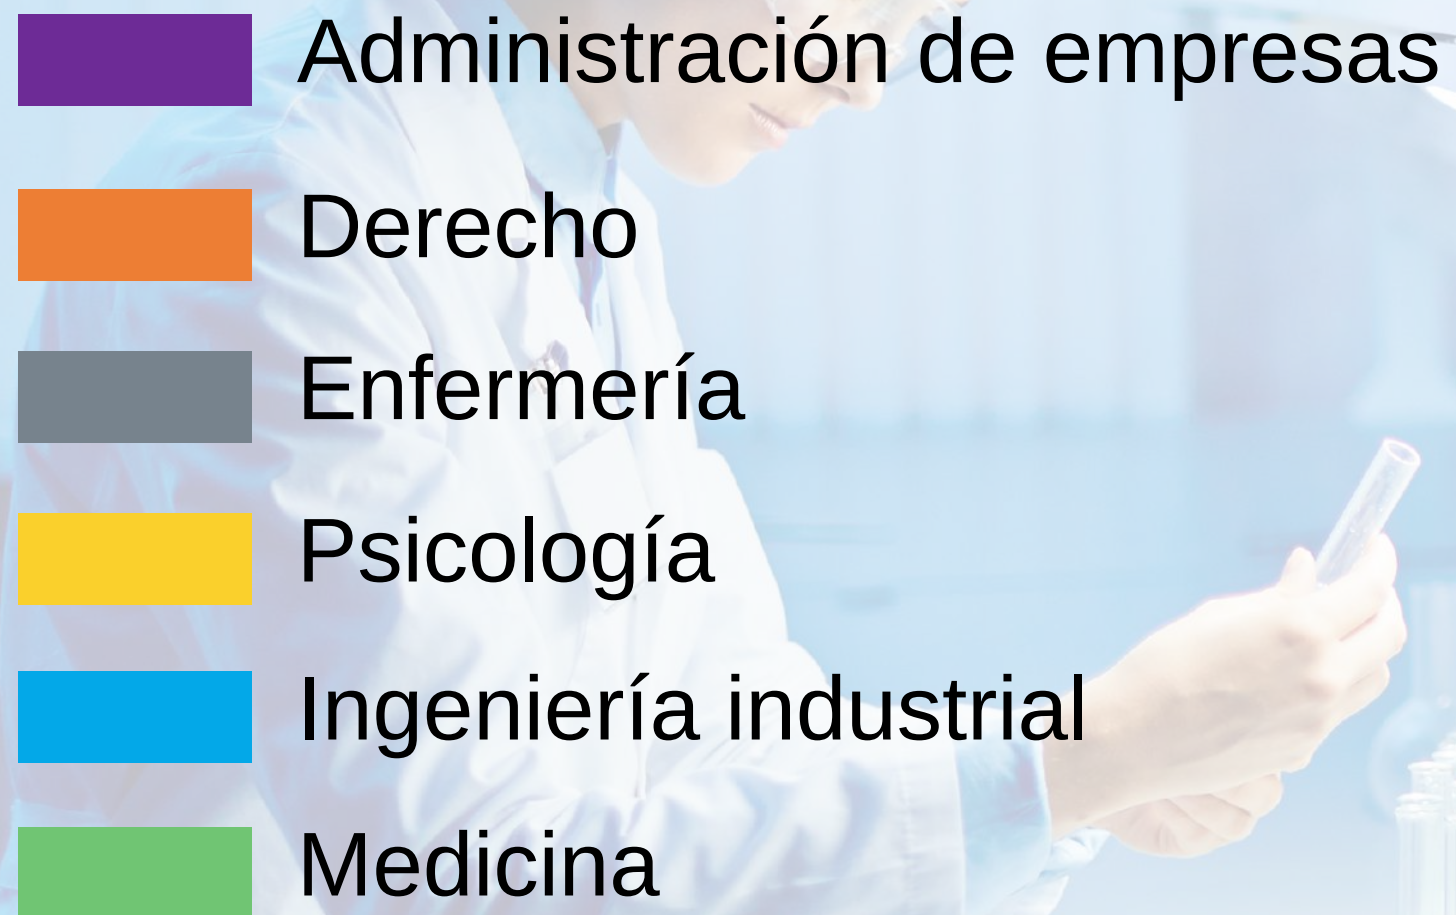 Administración de empresas
Derecho
Enfermería
Psicología
Ingeniería industrial
Medicina